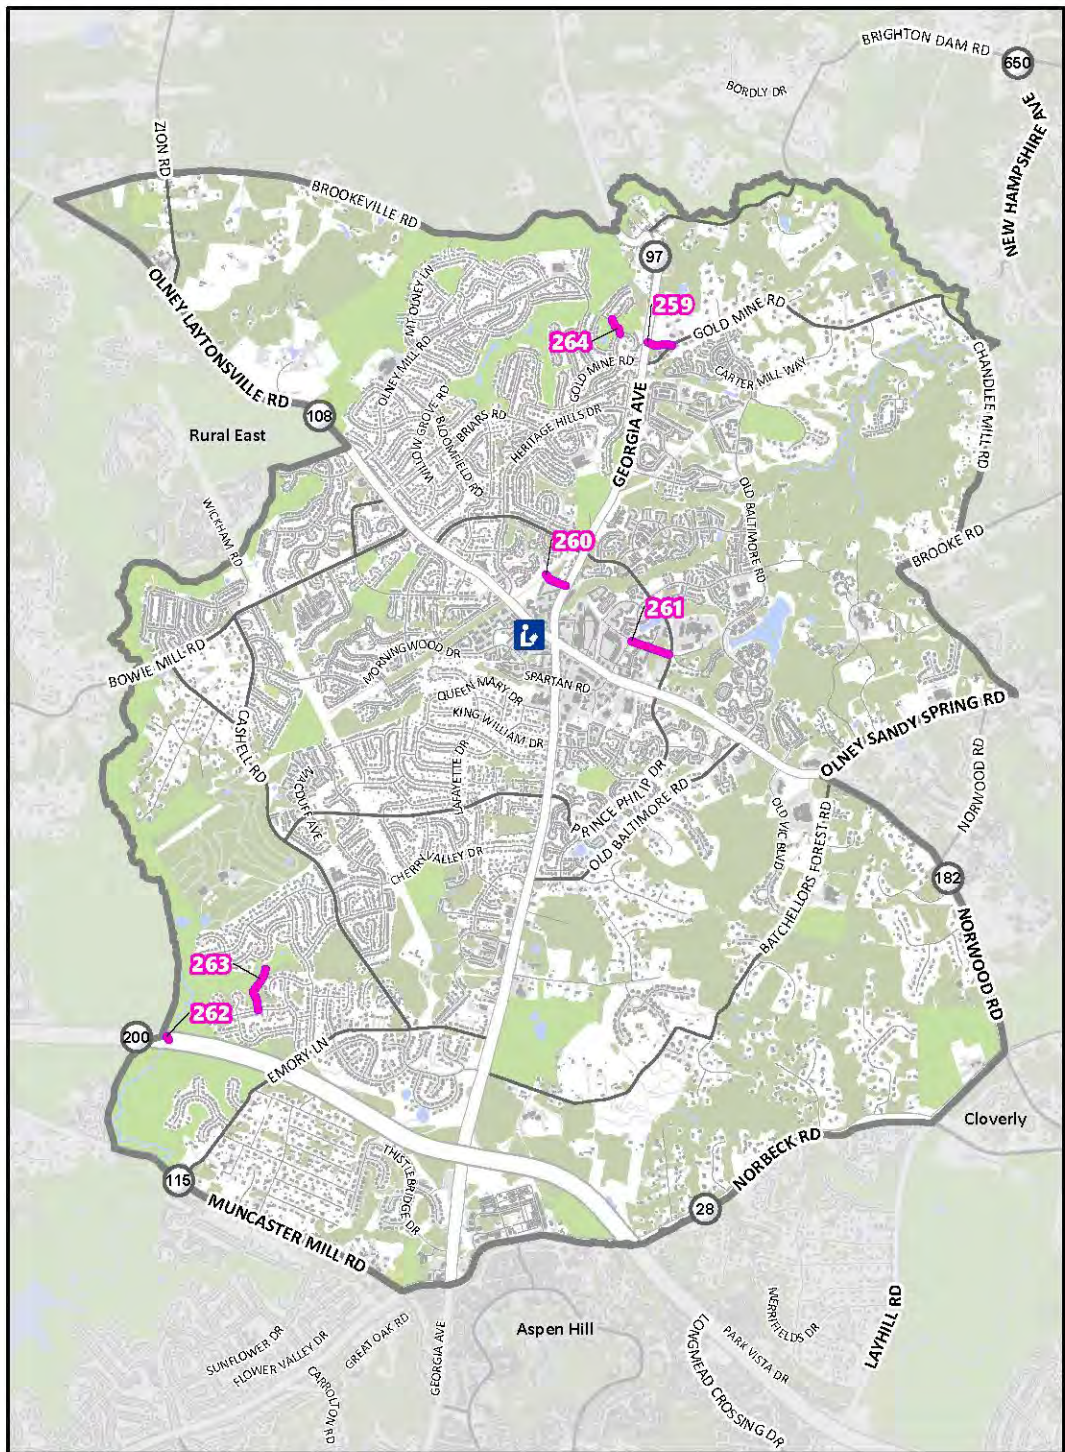 BRIGHTON DAM RD
650
BORDLY DR
NEW HAMPSHIRE AVE
ZION RD
BROOKEVILLE RD
97
MT OLNEY LN
259
GOLD MINE RD
264
OLNEY LAYTONSVILLE RD
OLNEY MILL RD
GOLD MINE RD
CARTER MILL WAY
CHANDLEE MILL RD
108
WILLOW GROVE RD
BLOOMFIELD RD
BRIARS RD
HERITAGE HILLS DR
GEORGIA AVE
Rural East
WICKHAM RD
OLD BALTIMORE RD
BROOKE RD
260
261
MORNINGWOOD DR
BOWIE MILL RD
SPARTAN RD
QUEEN MARY DR
KING WILLIAM DR
CASHELL RD
LAFAYETTE DR
MACDUFF AVE
OLNEY SANDY SPRING RD
NORWOOD RD
PRINCE PHILIP DR
OLD BALTIMORE RD
OLD VIC BLVD
CHERRY VALLEY DR
BATCHELLORS FOREST RD
182
NORWOOD RD
263
262
200
EMORY LN
Cloverly
NORBECK RD
THISTLEBRIDGE DR
115
MUNCASTER MILL RD
28
LAYHILL RD
MERRIFIELDS DR
Aspen Hill
PARK VISTA DR
LONGMEAD CROSSING DR
SUNFLOWER DR
FLOWER VALLEY DR
GREAT OAK RD
CARROLTON RD
GEORGIA AVE